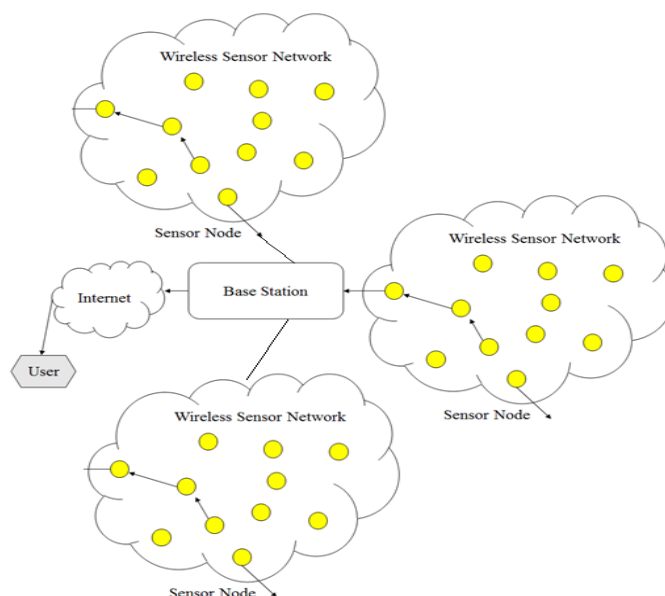 Wireless Sensor Network
Sensor Node
Wireless Sensor Network
Internet
Base Station
User
Sensor Node
Wireless Sensor Network
Sensor Node